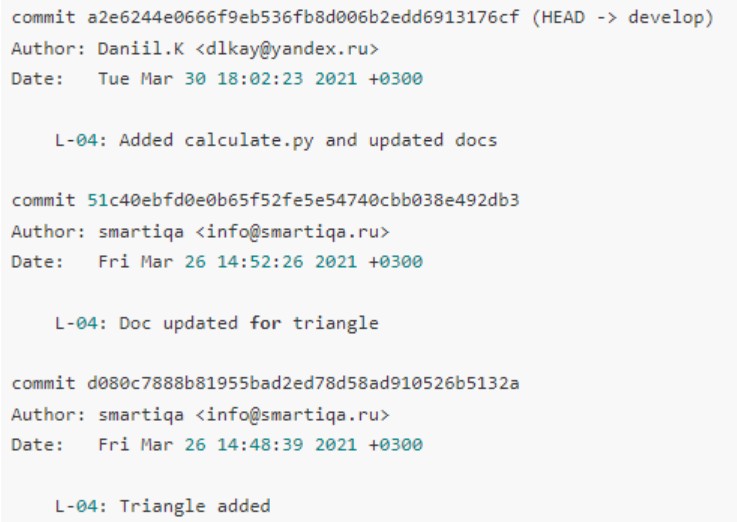 commit a2e6244e0666f9eb536fb8d006b2edd6913176cf (HEAD -> develop)
Author: Daniil.K <dlkay@yandex.ru>
Date:   Tue Mar 30 18:02:23 2021 +0300
L-04: Added calculate.py and updated docs
commit 51c40ebfd0e0b65f52fe5e54740cbb038e492db3
Author: smartiqa <info@smartiqa.ru>
Date:   Fri Mar 26 14:52:26 2021 +0300
L-04: Doc updated for triangle
commit d080c7888b81955bad2ed78d58ad910526b5132a
Author: smartiqa <info@smartiqa.ru>
Date:   Fri Mar 26 14:48:39 2021 +0300
L-04: Triangle added